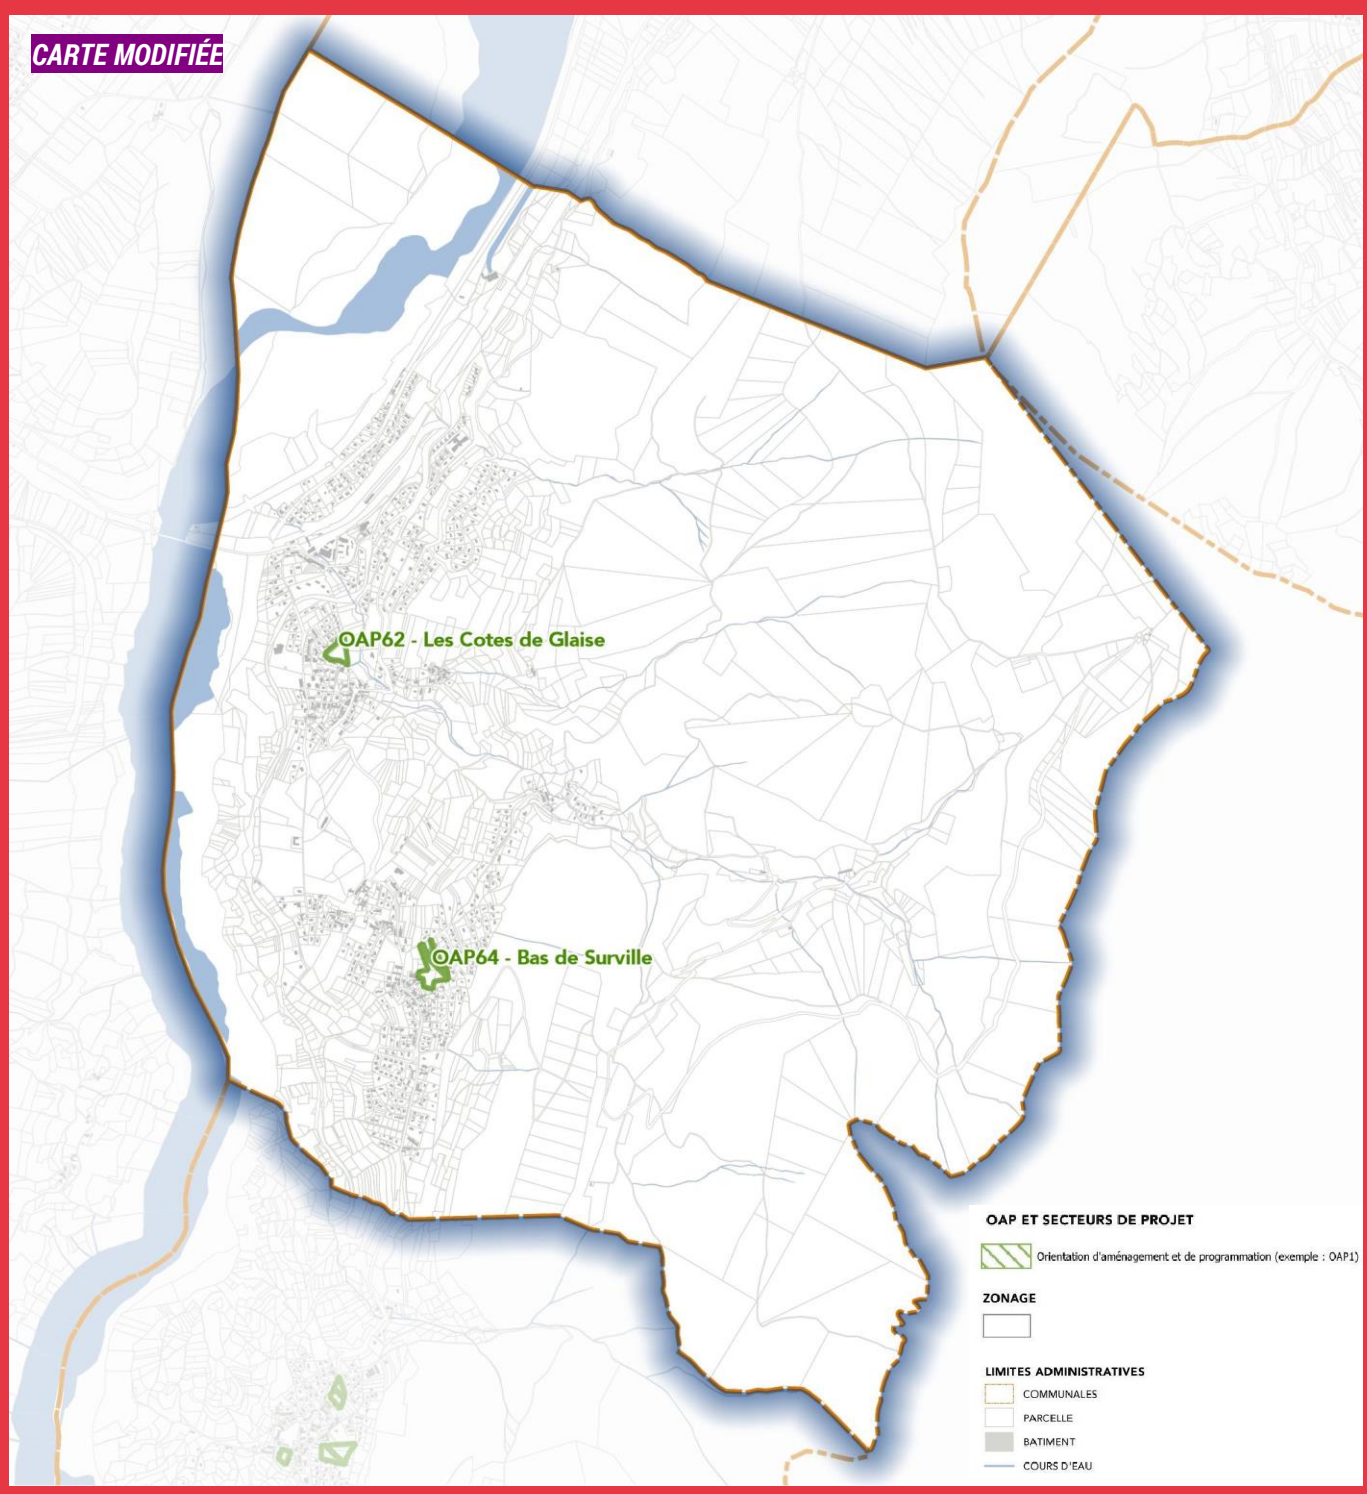 CARTE MODIFIÉE
OAP62 - Les Cotes de Glaise
OAP64 - Bas de Surville
OAP ET SECTEURS DE PROJET
Orientation d'aménagement et de programmation (exemple : OAP1)
ZONAGE
LIMITES ADMINISTRATIVES
COMMUNALES
PARCELLE
BATIMENT
COURS D'EAU